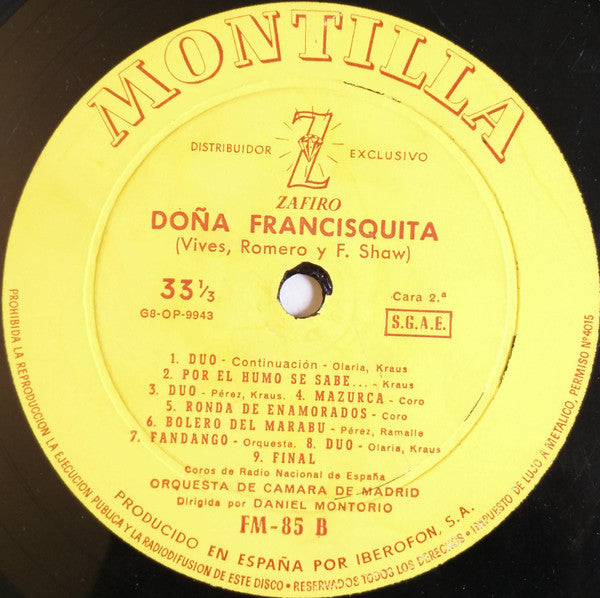 MONTILLA
DISTRIBUIDOR EXCLUSIVO
Z
ZAFIRO
DOÑA FRANCISQUITA
(Vives, Romero y F. Shaw)
33 1/3
G8-OP-9943
Cara 2.ª
S.G.A.E.
1. DUO - Continuación - Olaria, Kraus
2. POR EL HUMO SE SABE... - Kraus
3. DUO - Pérez, Kraus. 4. MAZURCA - Coro
5. RONDA DE ENAMORADOS - Coro
6. BOLERO DEL MARABU - Pérez, Ramalle
7. FANDANGO - Orquesta. 8. DUO - Olaria, Kraus
9. FINAL
Coros de Radio Nacional de España
ORQUESTA DE CAMARA DE MADRID
Dirigida por DANIEL MONTORIO
FM-85 B
PRODUCIDO EN ESPAÑA POR IBEROFON, S.A.
PROHIBIDA LA REPRODUCCION LA EJECUCION PUBLICA Y LA RADIODIFUSION DE ESTE DISCO • RESERVADOS TODOS LOS DERECHOS • IMPUESTO DE LUJO A METALICO, PERMISO Nº 4015